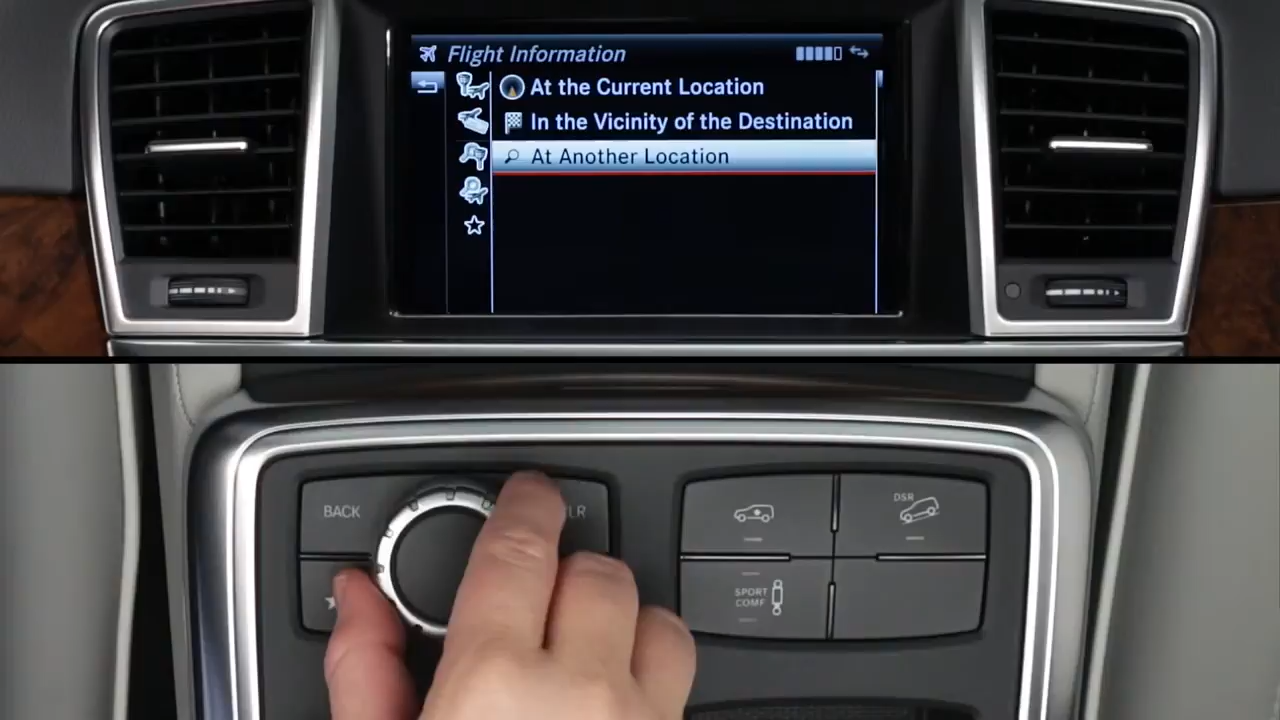 Flight Information
At the Current Location
In the Vicinity of the Destination
At Another Location
BACK
LR
DSR
SPORT
COMF